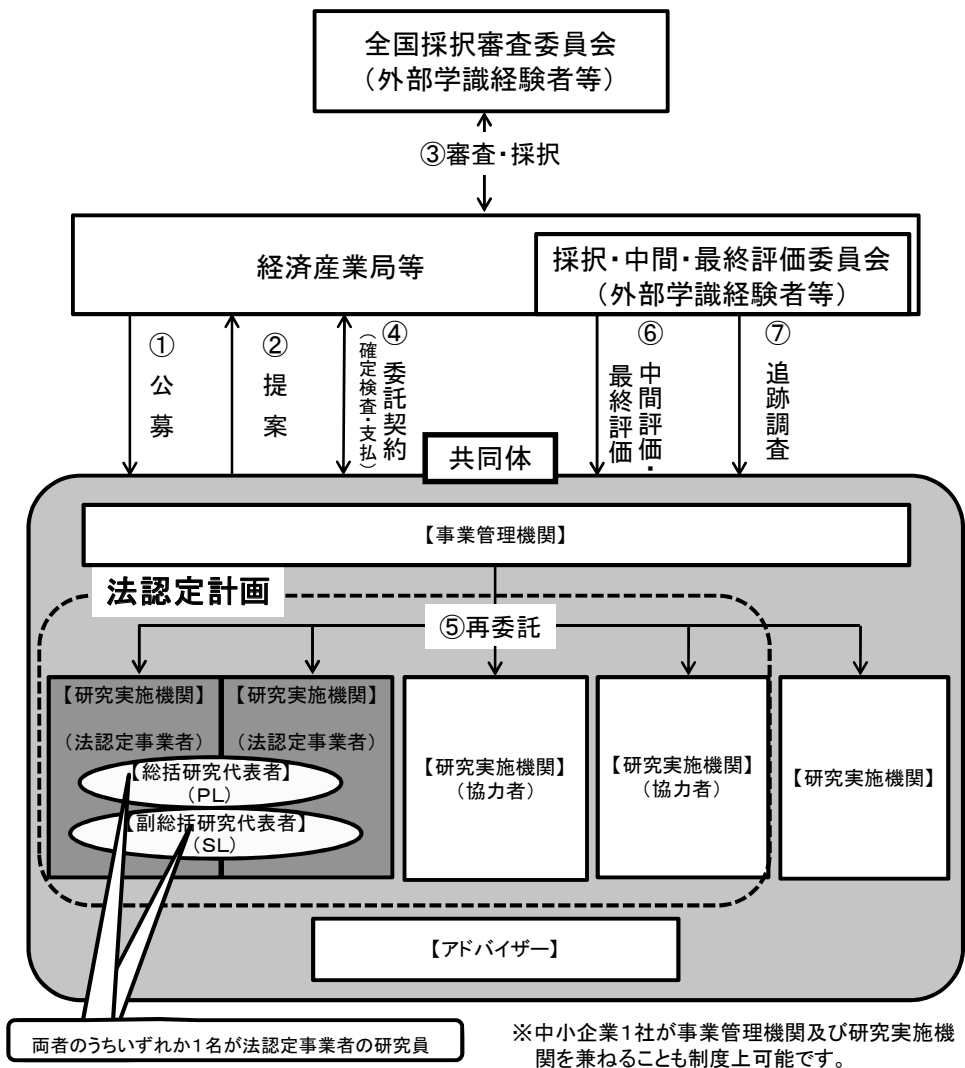 全国採択審査委員会
(外部学識経験者等)
③審査・採択
経済産業局等
採択・中間・最終評価委員会
(外部学識経験者等)
①公募
②提案
④委託契約
(確定検査・支払)
⑥中間評価・
最終評価
⑦追跡調査
共同体
【事業管理機関】
法認定計画
⑤再委託
【研究実施機関】
(法認定事業者)
【研究実施機関】
(法認定事業者)
【総括研究代表者】
(PL)
【副総括研究代表者】
(SL)
【研究実施機関】
(協力者)
【研究実施機関】
(協力者)
【研究実施機関】
【アドバイザー】
両者のうちいずれか1名が法認定事業者の研究員
※中小企業1社が事業管理機関及び研究実施機
関を兼ねることも制度上可能です。